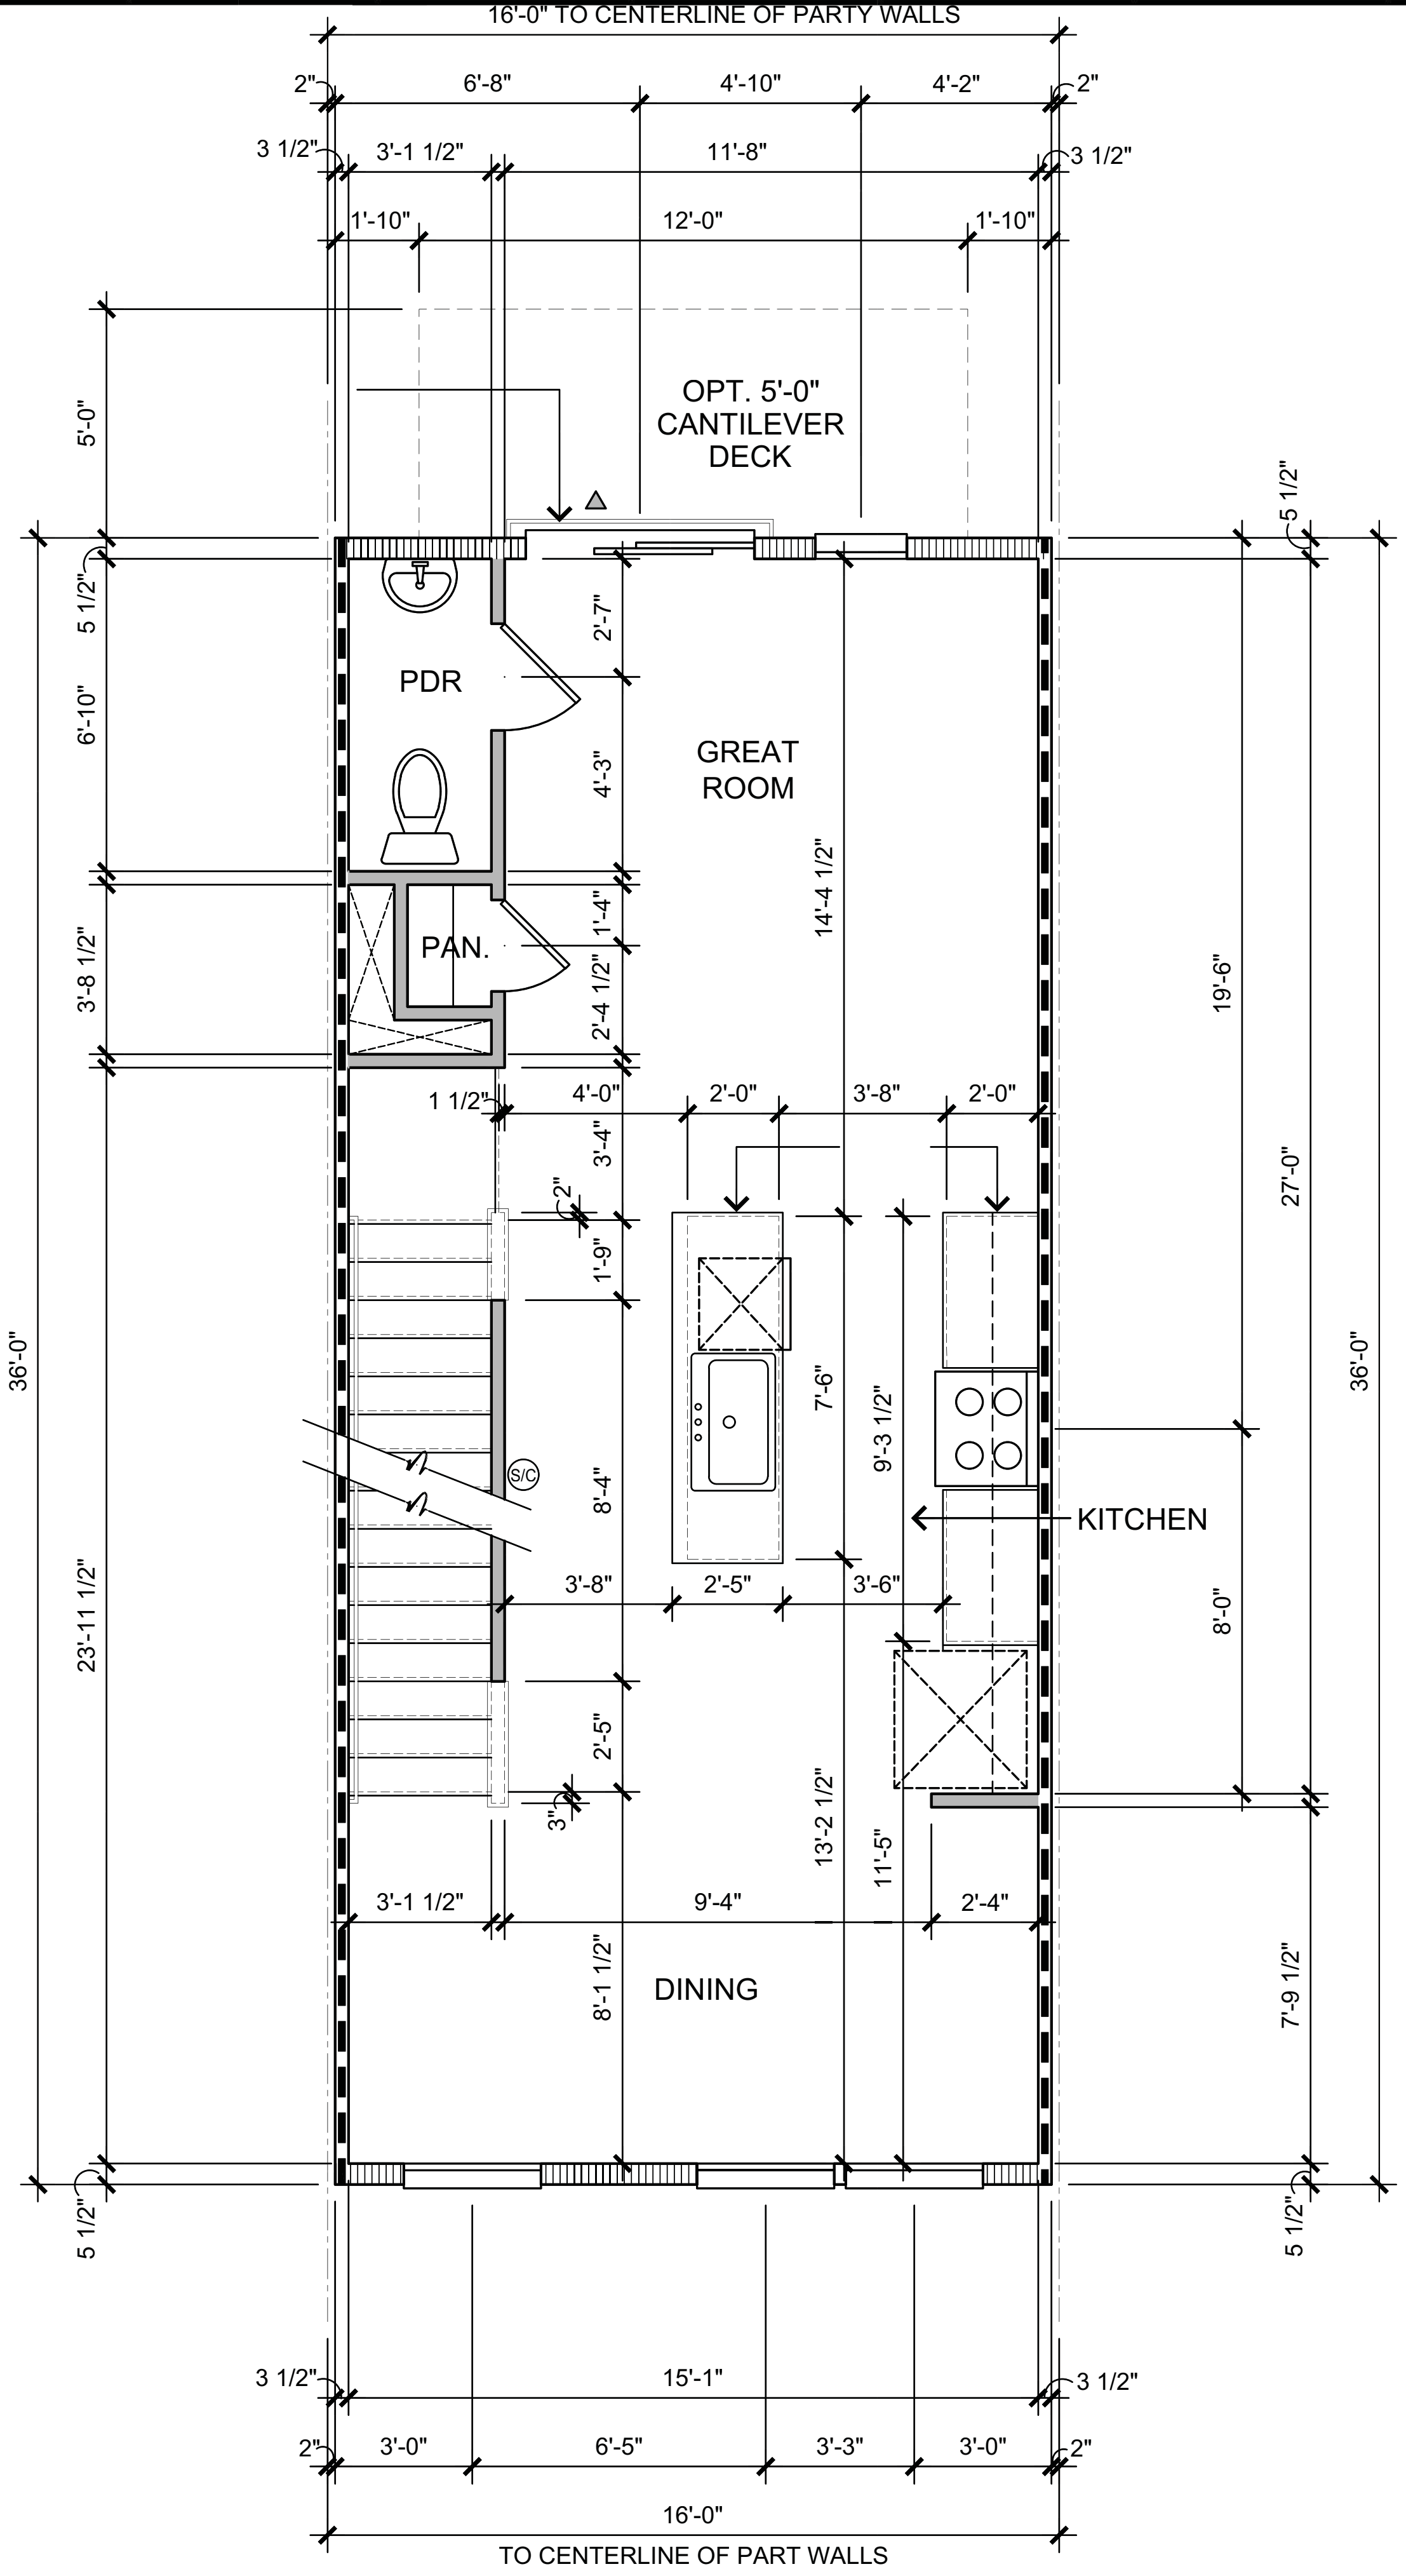 16'-0" TO CENTERLINE OF PARTY WALLS
2" 6'-8" 4'-10" 4'-2" 2"
3 1/2" 3'-1 1/2" 11'-8" 3 1/2"
1'-10" 12'-0" 1'-10"
OPT. 5'-0"
CANTILEVER
DECK
5'-0"
5 1/2"
5 1/2"
2'-7"
6'-10"
PDR
GREAT
ROOM
4'-3"
14'-4 1/2"
1'-4"
PAN.
3'-8 1/2"
2'-4 1/2"
19'-6"
1 1/2" 4'-0" 2'-0" 3'-8" 2'-0"
3'-4"
27'-0"
2"
1'-9"
36'-0"
36'-0"
7'-6"
9'-3 1/2"
S/C
8'-4"
KITCHEN
3'-8" 2'-5" 3'-6"
8'-0"
23'-11 1/2"
2'-5"
3"
13'-2 1/2"
11'-5"
3'-1 1/2" 9'-4" 2'-4"
8'-1 1/2"
DINING
7'-9 1/2"
5 1/2"
5 1/2"
3 1/2" 15'-1" 3 1/2"
2" 3'-0" 6'-5" 3'-3" 3'-0" 2"
16'-0"
TO CENTERLINE OF PART WALLS